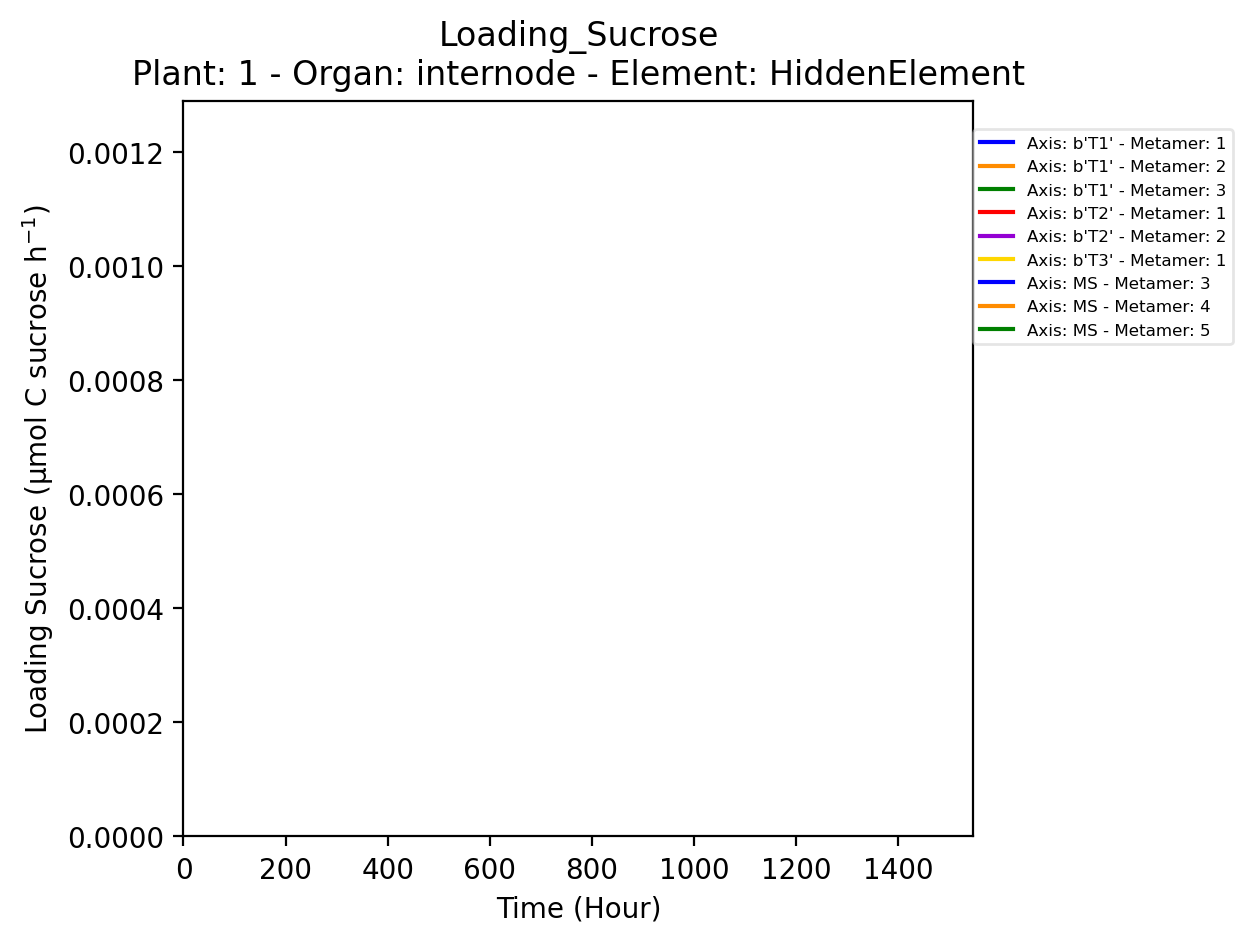 Loading_Sucrose
Plant: 1 - Organ: internode - Element: HiddenElement
Loading Sucrose (µmol C sucrose h⁻¹)
0.0012
0.0010
0.0008
0.0006
0.0004
0.0002
0.0000
0 200 400 600 800 1000 1200 1400
Time (Hour)
Axis: b'T1' - Metamer: 1
Axis: b'T1' - Metamer: 2
Axis: b'T1' - Metamer: 3
Axis: b'T2' - Metamer: 1
Axis: b'T2' - Metamer: 2
Axis: b'T3' - Metamer: 1
Axis: MS - Metamer: 3
Axis: MS - Metamer: 4
Axis: MS - Metamer: 5